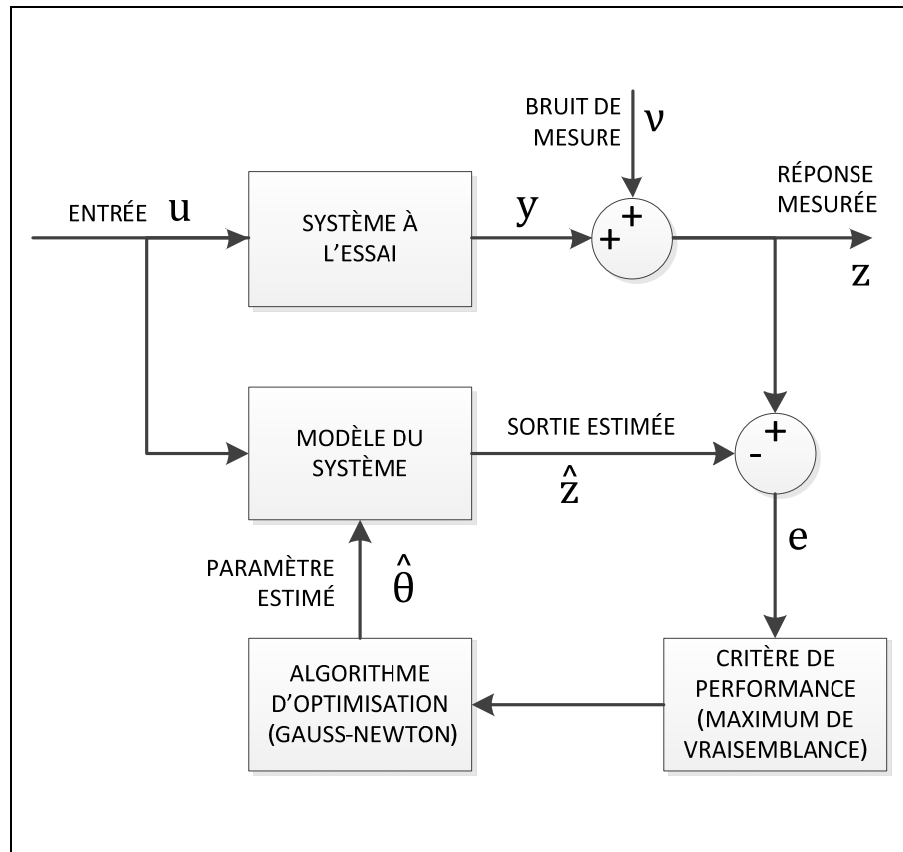 BRUIT DE
MESURE
ν
RÉPONSE
MESURÉE
ENTRÉE u
SYSTÈME À
L'ESSAI
y
+
+
z
MODÈLE DU
SYSTÈME
SORTIE ESTIMÉE
ẑ
+
-
e
PARAMÈTRE
ESTIMÉ
θ̂
ALGORITHME
D'OPTIMISATION
(GAUSS-NEWTON)
CRITÈRE DE
PERFORMANCE
(MAXIMUM DE
VRAISEMBLANCE)